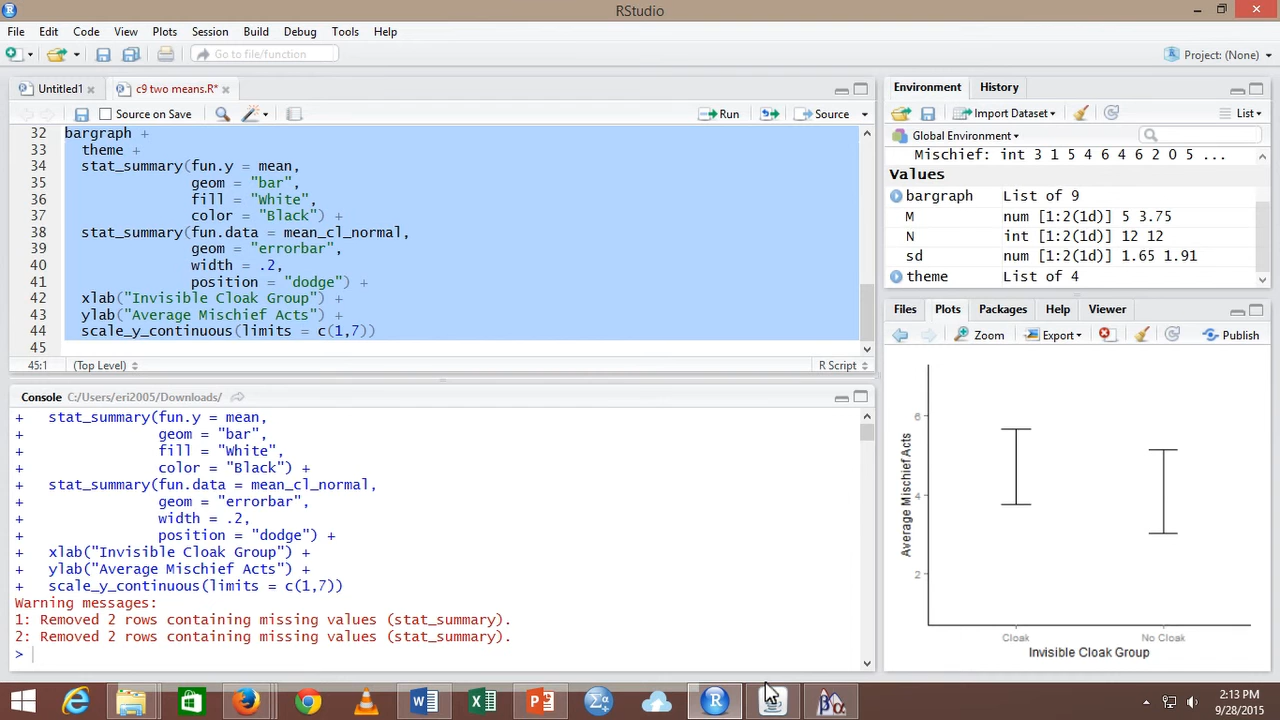 RStudio
File Edit Code View Plots Session Build Debug Tools Help
Go to file/function
Project: (None)
Untitled1
c9 two means.R*
Source on Save
Run
Source
32 bargraph +
33 theme +
34 stat_summary(fun.y = mean,
35 geom = "bar",
36 fill = "White",
37 color = "Black") +
38 stat_summary(fun.data = mean_cl_normal,
39 geom = "errorbar",
40 width = .2,
41 position = "dodge") +
42 xlab("Invisible Cloak Group") +
43 ylab("Average Mischief Acts") +
44 scale_y_continuous(limits = c(1,7))
45
45:1 (Top Level) R Script
Console C:/Users/eri2005/Downloads/
+ stat_summary(fun.y = mean,
+ geom = "bar",
+ fill = "White",
+ color = "Black") +
+ stat_summary(fun.data = mean_cl_normal,
+ geom = "errorbar",
+ width = .2,
+ position = "dodge") +
+ xlab("Invisible Cloak Group") +
+ ylab("Average Mischief Acts") +
+ scale_y_continuous(limits = c(1,7))
Warning messages:
1: Removed 2 rows containing missing values (stat_summary).
2: Removed 2 rows containing missing values (stat_summary).
>
Environment History
Import Dataset
List
Global Environment
Mischief: int 3 1 5 4 6 4 6 2 0 5 ...
Values
bargraph List of 9
M num [1:2(1d)] 5 3.75
N int [1:2(1d)] 12 12
sd num [1:2(1d)] 1.65 1.91
theme List of 4
Files Plots Packages Help Viewer
Zoom Export Publish
6
4
2
Average Mischief Acts
Cloak No Cloak
Invisible Cloak Group
2:13 PM
9/28/2015